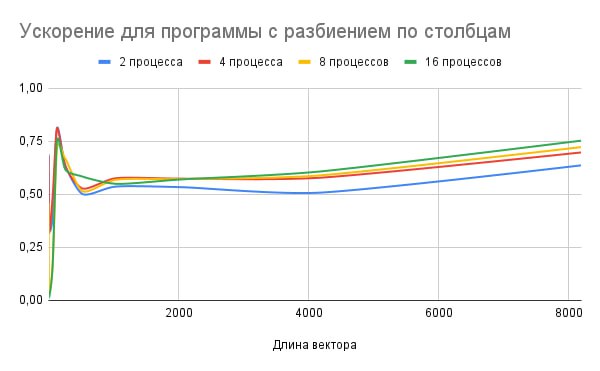 Ускорение для программы с разбиением по столбцам
2 процесса 4 процесса 8 процессов 16 процессов
1,00
0,75
0,50
0,25
0,00
2000 4000 6000 8000
Длина вектора